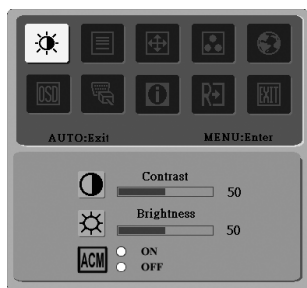 OSD
EXIT
AUTO:Exit MENU:Enter
Contrast
50
Brightness
50
ACM ON
OFF